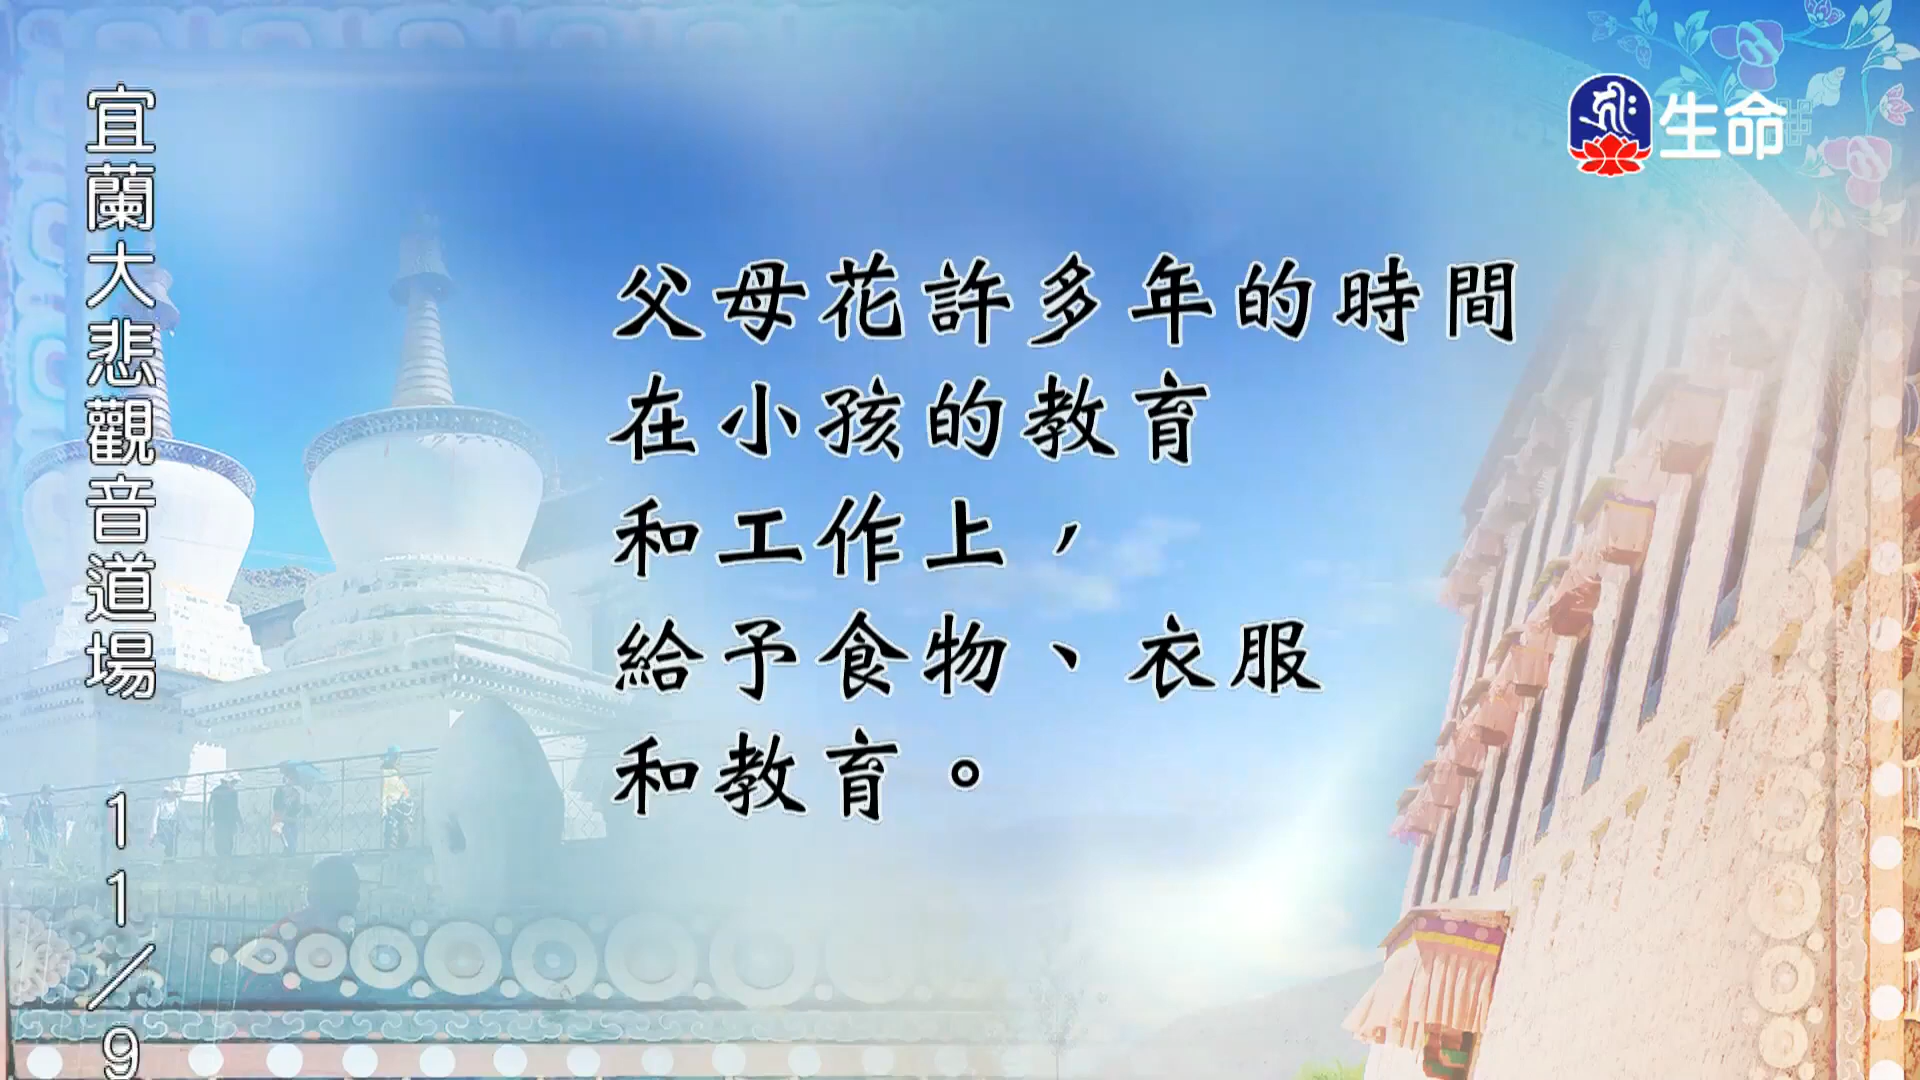 宜蘭大悲觀音道場 11/9
生命
父母花許多年的時間
在小孩的教育
和工作上，
給予食物、衣服
和教育。